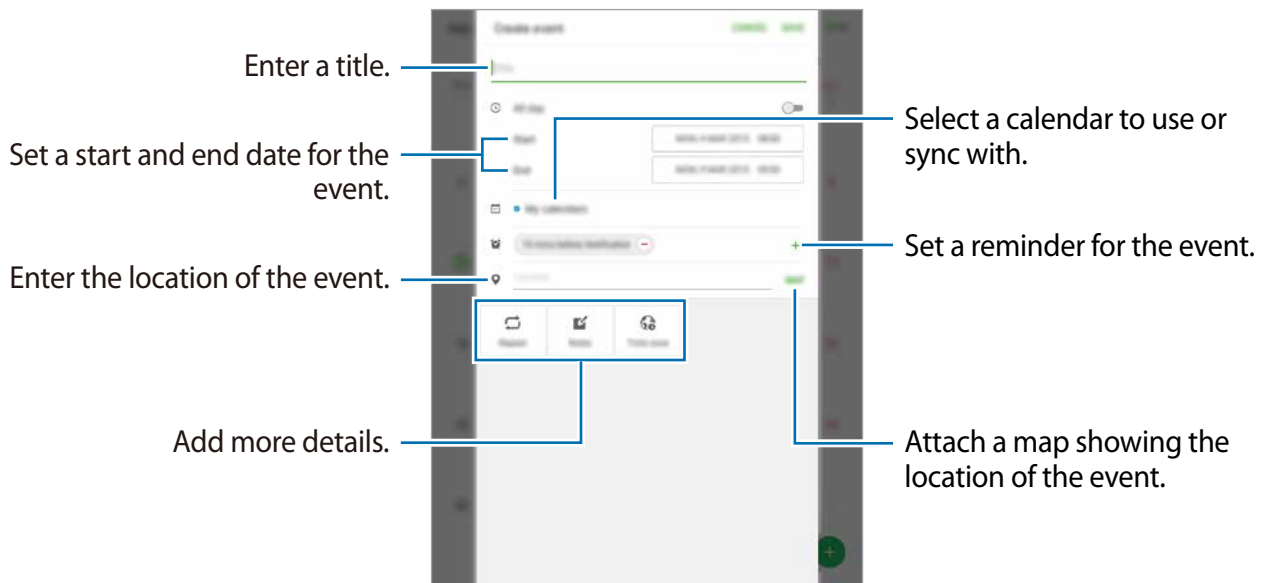 Create event
CANCEL
SAVE
Enter a title.
Title
All day
Start
Set a start and end date for the
event.
End
Select a calendar to use or
sync with.
My calendars
Set a reminder for the event.
Enter the location of the event.
MAP
Repeat
Notes
Time zone
Add more details.
Attach a map showing the
location of the event.